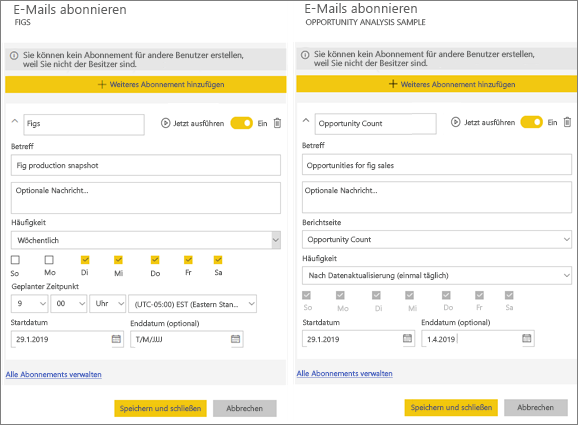 E-Mails abonnieren
FIGS
Sie können kein Abonnement für andere Benutzer erstellen,
weil Sie nicht der Besitzer sind.
Weiteres Abonnement hinzufügen
Figs
Jetzt ausführen
Ein
Betreff
Fig production snapshot
Optionale Nachricht...
Häufigkeit
Wöchentlich
So Mo Di Mi Do Fr Sa
Geplanter Zeitpunkt
9 00 Uhr (UTC-05:00) EST (Eastern Stan...
Startdatum Enddatum (optional)
29.1.2019 T/M/JJJJ
Alle Abonnements verwalten
Speichern und schließen Abbrechen
E-Mails abonnieren
OPPORTUNITY ANALYSIS SAMPLE
Sie können kein Abonnement für andere Benutzer erstellen,
weil Sie nicht der Besitzer sind.
Weiteres Abonnement hinzufügen
Opportunity Count
Jetzt ausführen
Ein
Betreff
Opportunities for fig sales
Optionale Nachricht...
Berichtseite
Opportunity Count
Häufigkeit
Nach Datenaktualisierung (einmal täglich)
So Mo Di Mi Do Fr Sa
Startdatum Enddatum (optional)
29.1.2019 1.4.2019
Alle Abonnements verwalten
Speichern und schließen Abbrechen